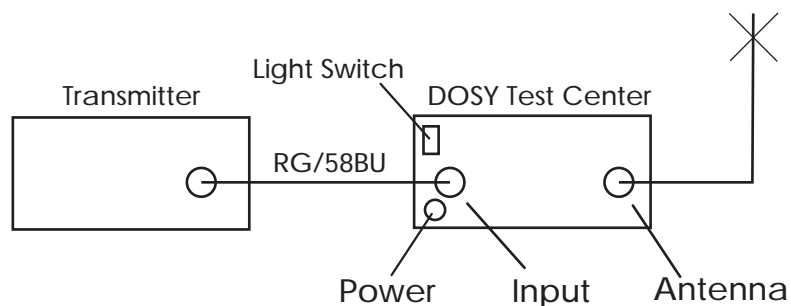 Light Switch
Transmitter
DOSY Test Center
RG/58BU
Power
Input
Antenna